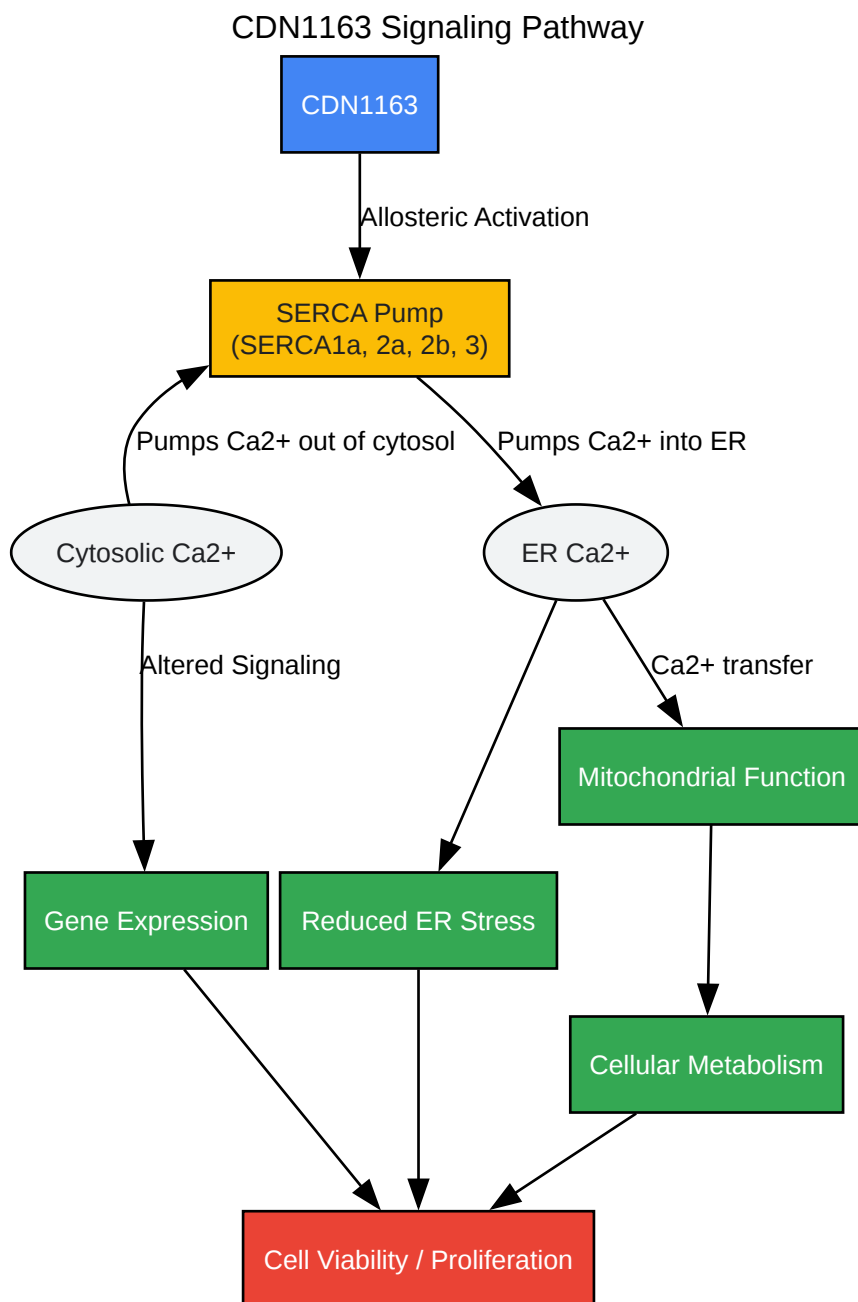 CDN1163 Signaling Pathway
CDN1163
Allosteric Activation
SERCA Pump
(SERCA1a, 2a, 2b, 3)
Pumps Ca2+ out of cytosol
Pumps Ca2+ into ER
Cytosolic Ca2+
ER Ca2+
Altered Signaling
Ca2+ transfer
Mitochondrial Function
Gene Expression
Reduced ER Stress
Cellular Metabolism
Cell Viability / Proliferation